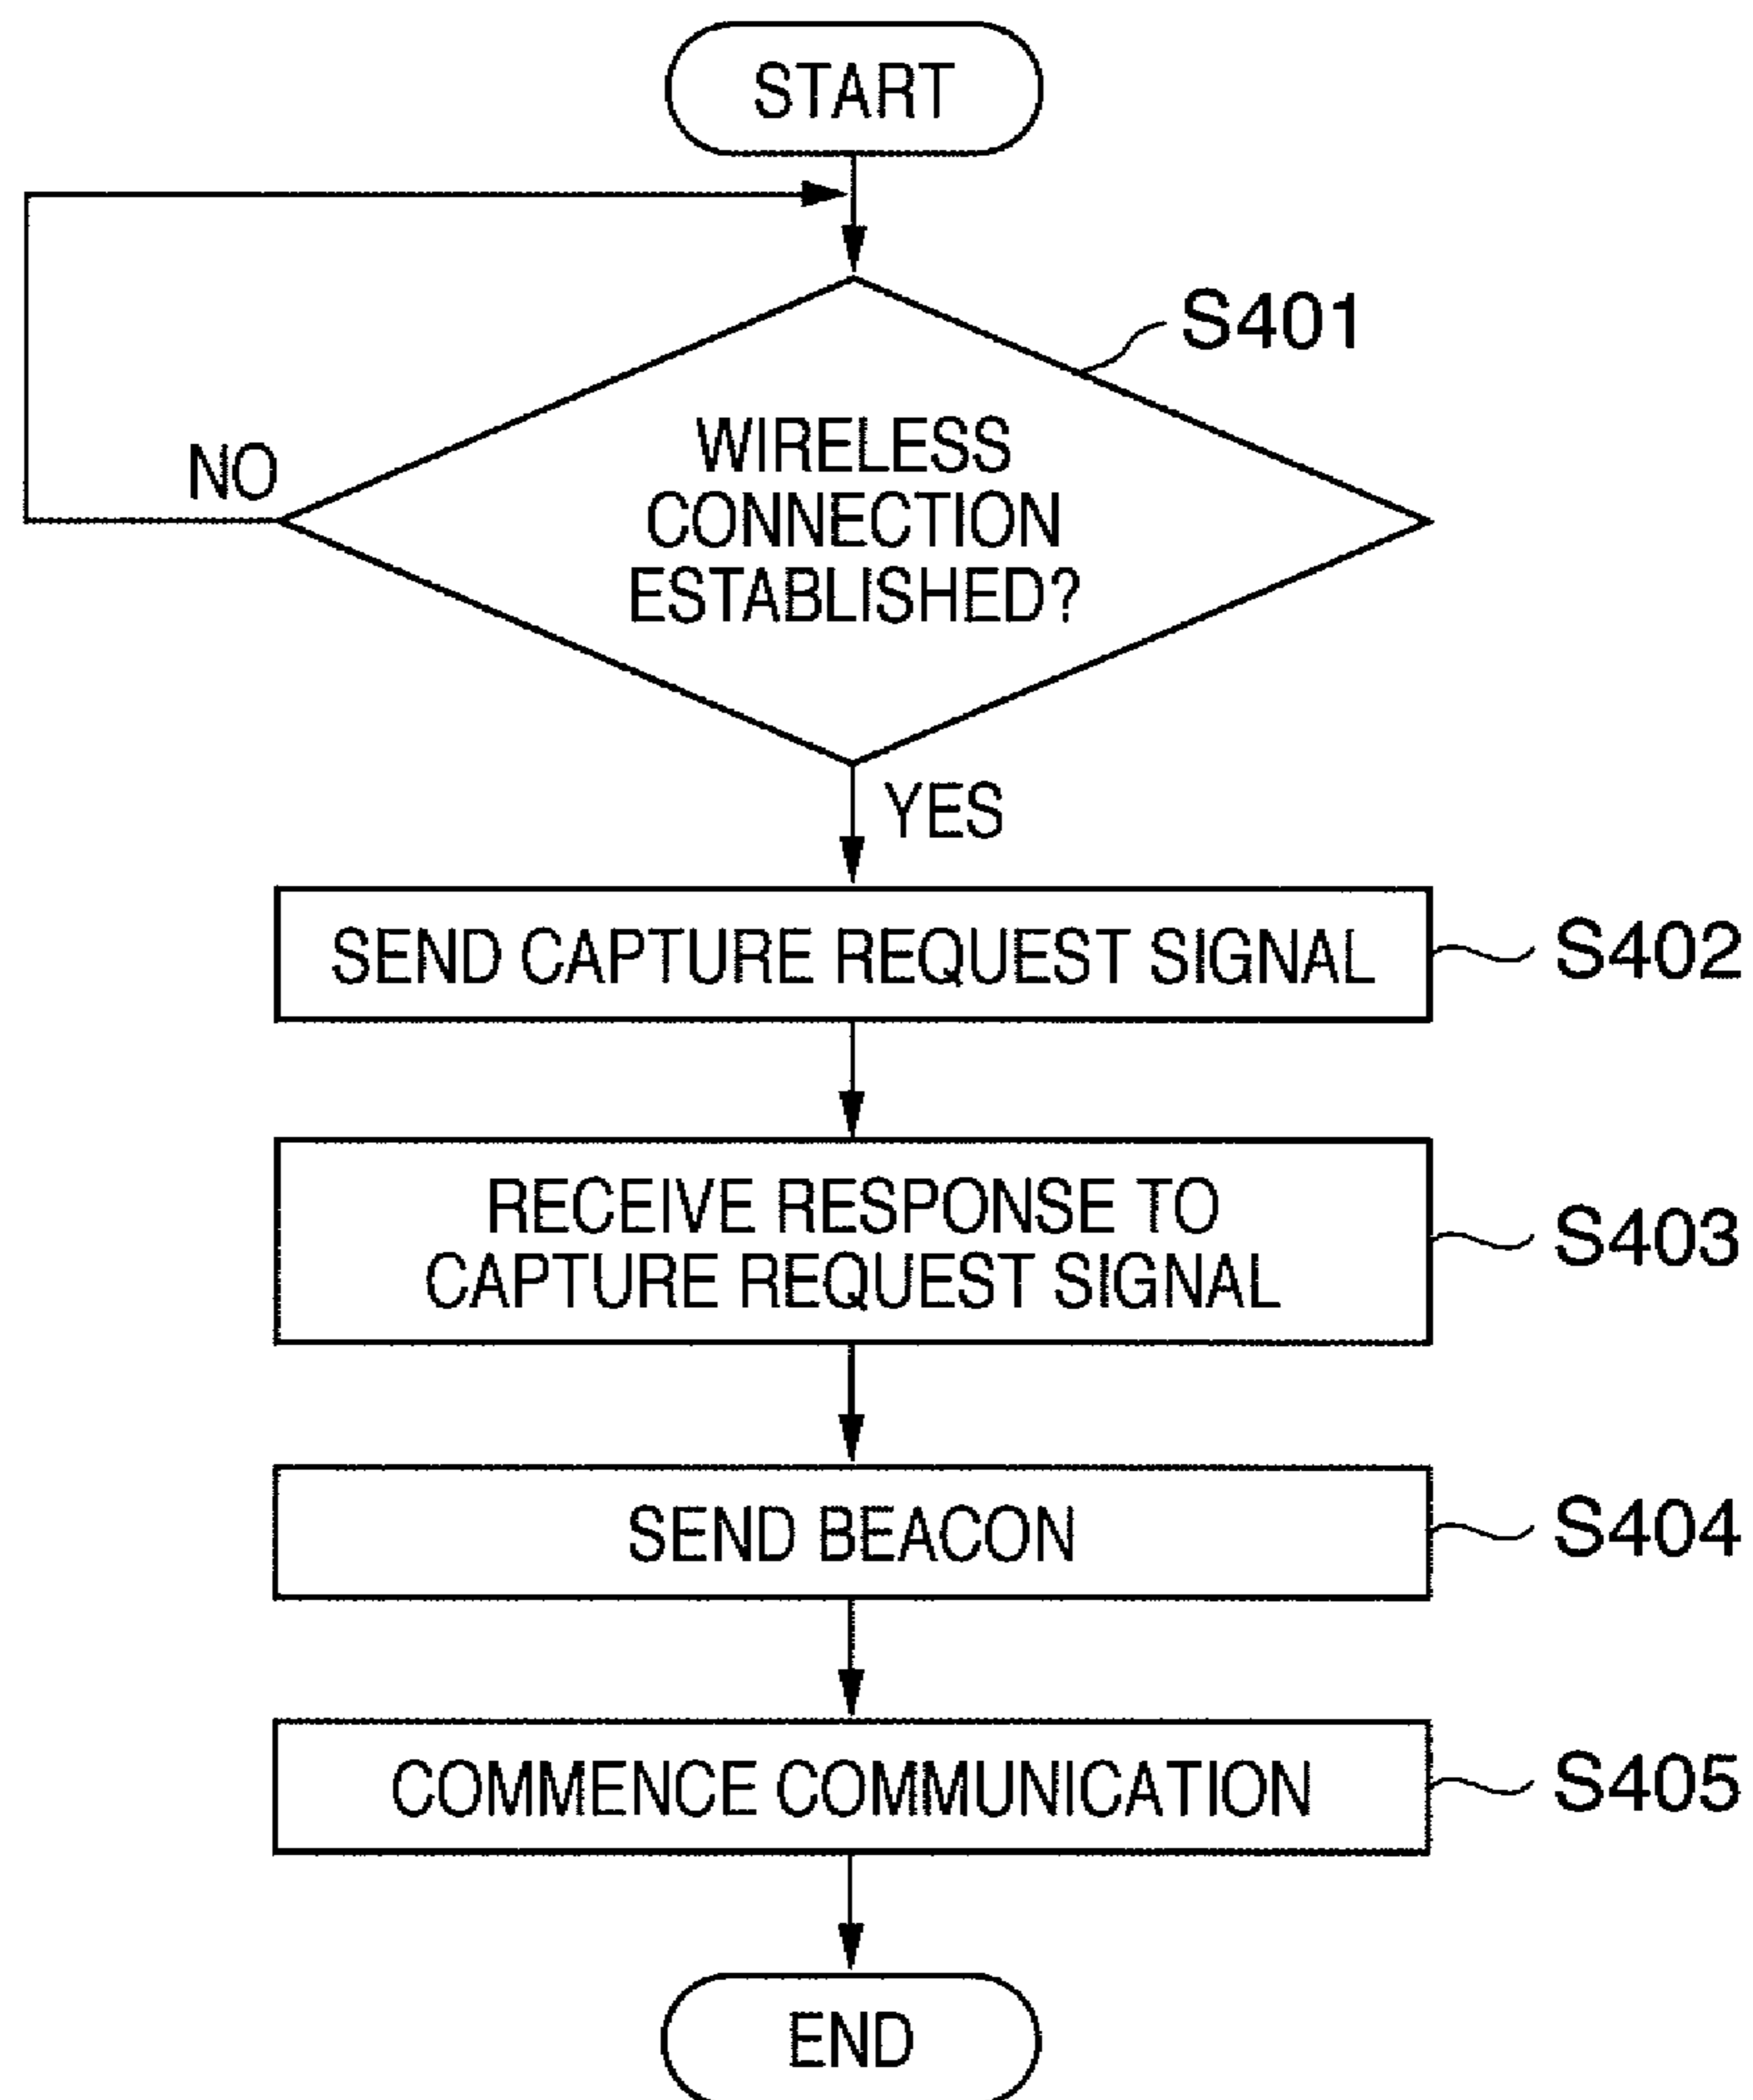 START
S401
WIRELESS
CONNECTION
ESTABLISHED?
NO
YES
SEND CAPTURE REQUEST SIGNAL
S402
RECEIVE RESPONSE TO
CAPTURE REQUEST SIGNAL
S403
SEND BEACON
S404
COMMENCE COMMUNICATION
S405
END